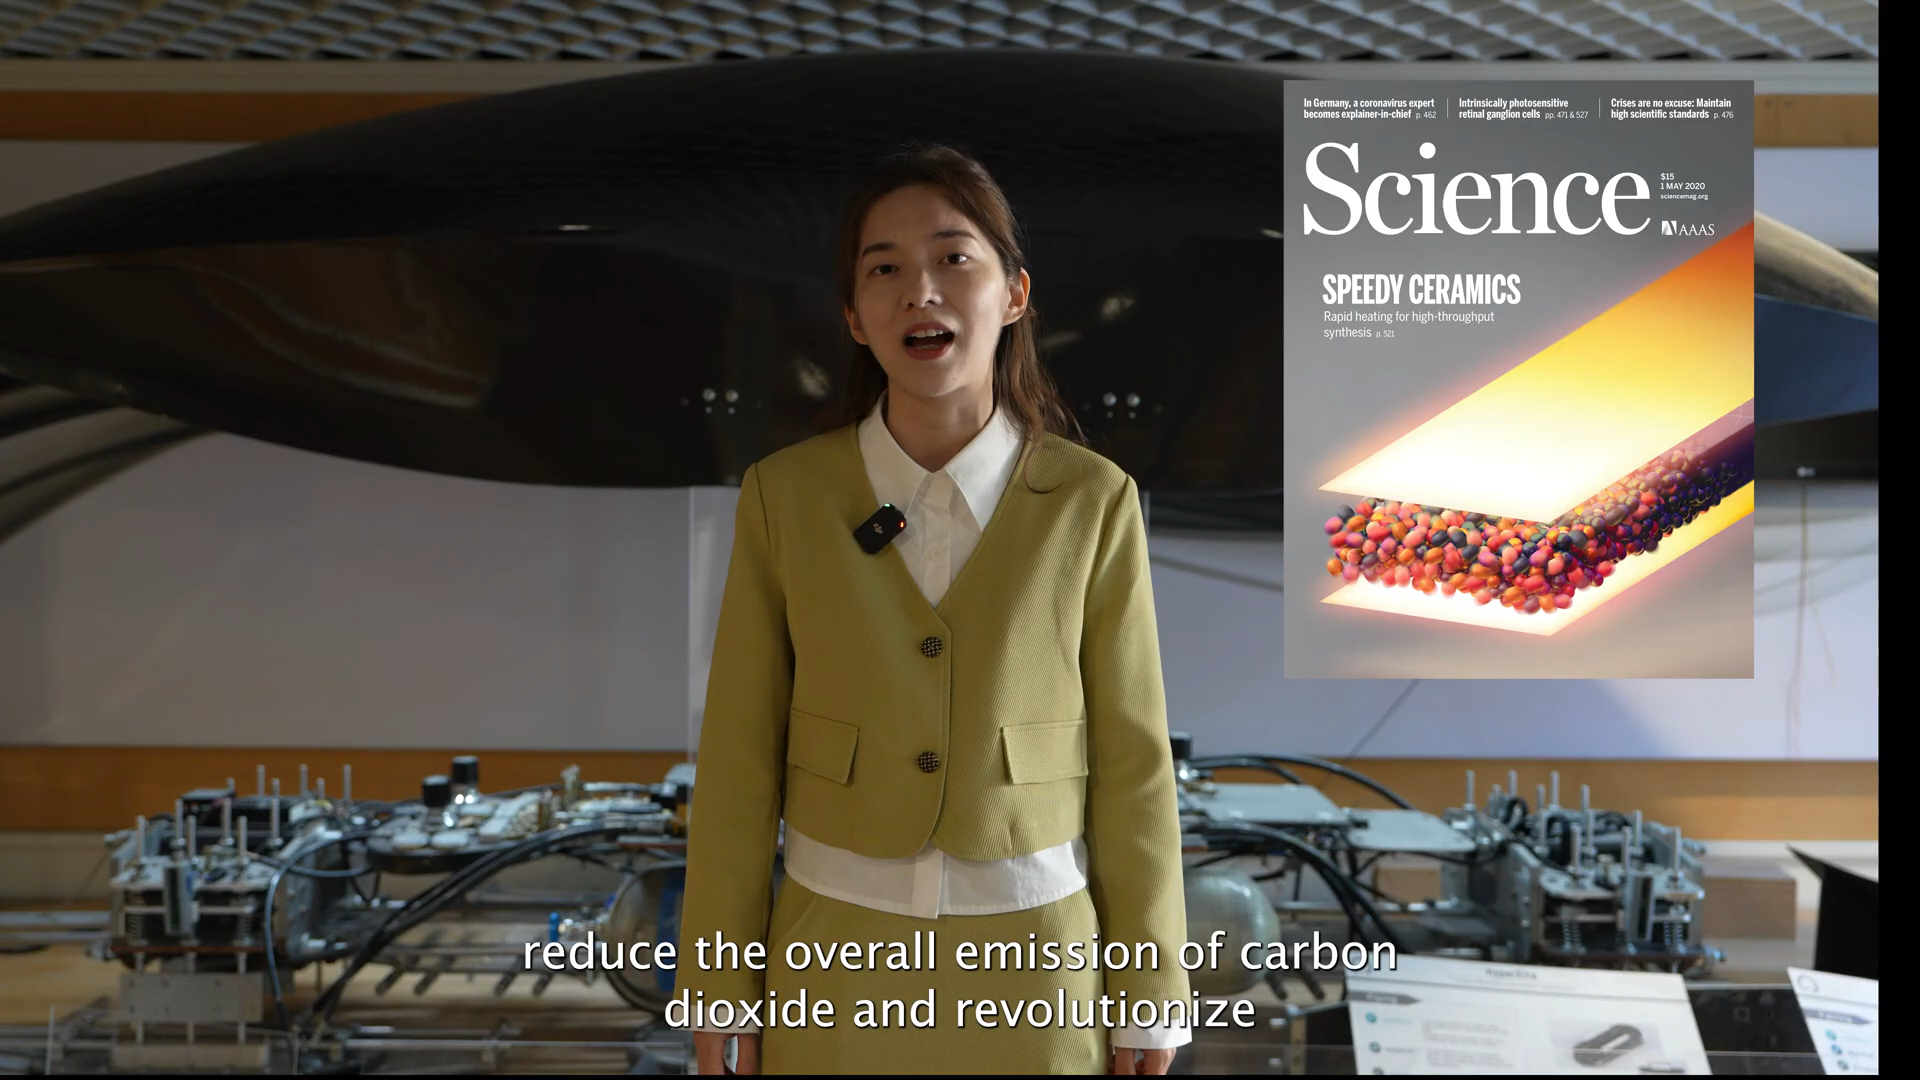 In Germany, a coronavirus expert
becomes explainer-in-chief p. 462
Intrinsically photosensitive
retinal ganglion cells pp. 471 & 527
Crises are no excuse: Maintain
high scientific standards p. 476
Science
$15
1 MAY 2020
sciencemag.org
AAAS
SPEEDY CERAMICS
Rapid heating for high-throughput
synthesis p. 521
dji
reduce the overall emission of carbon
dioxide and revolutionize